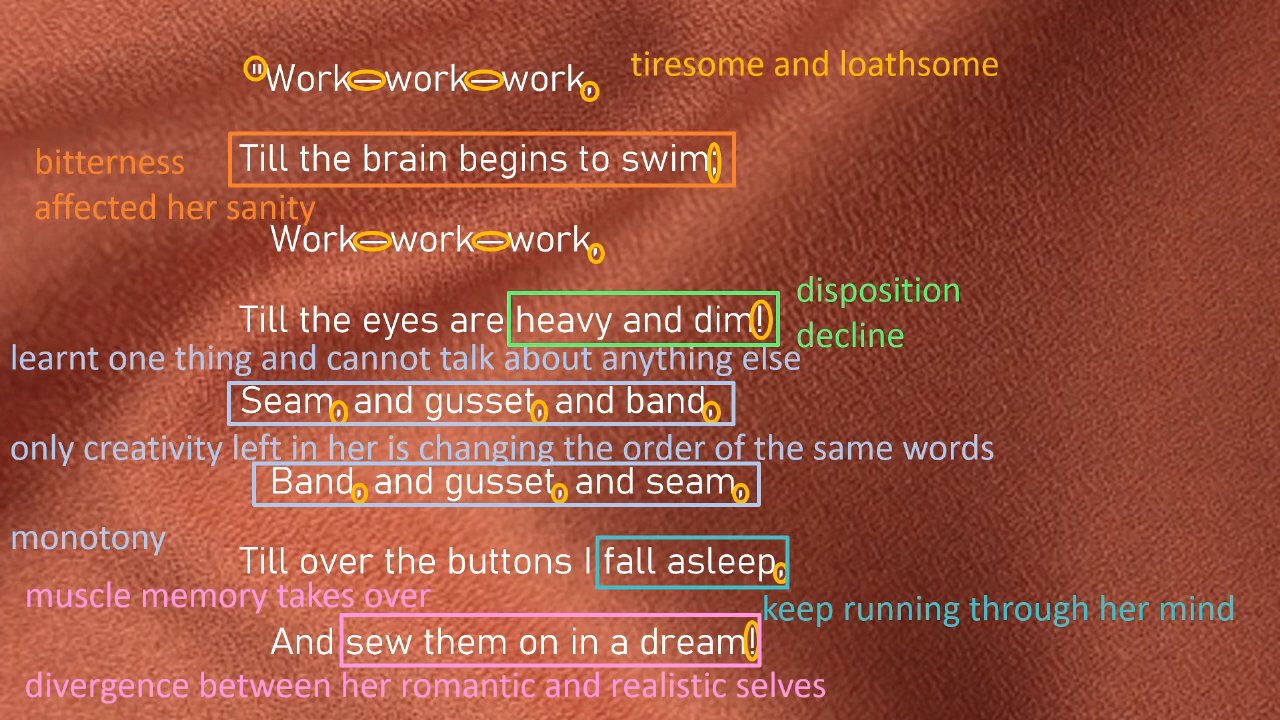 "Work—work—work,
tiresome and loathsome
Till the brain begins to swim;
bitterness
affected her sanity
Work—work—work,
Till the eyes are heavy and dim!
disposition
decline
learnt one thing and cannot talk about anything else
Seam, and gusset, and band,
only creativity left in her is changing the order of the same words
Band, and gusset, and seam,
monotony
Till over the buttons I fall asleep,
muscle memory takes over
keep running through her mind
And sew them on in a dream!
divergence between her romantic and realistic selves